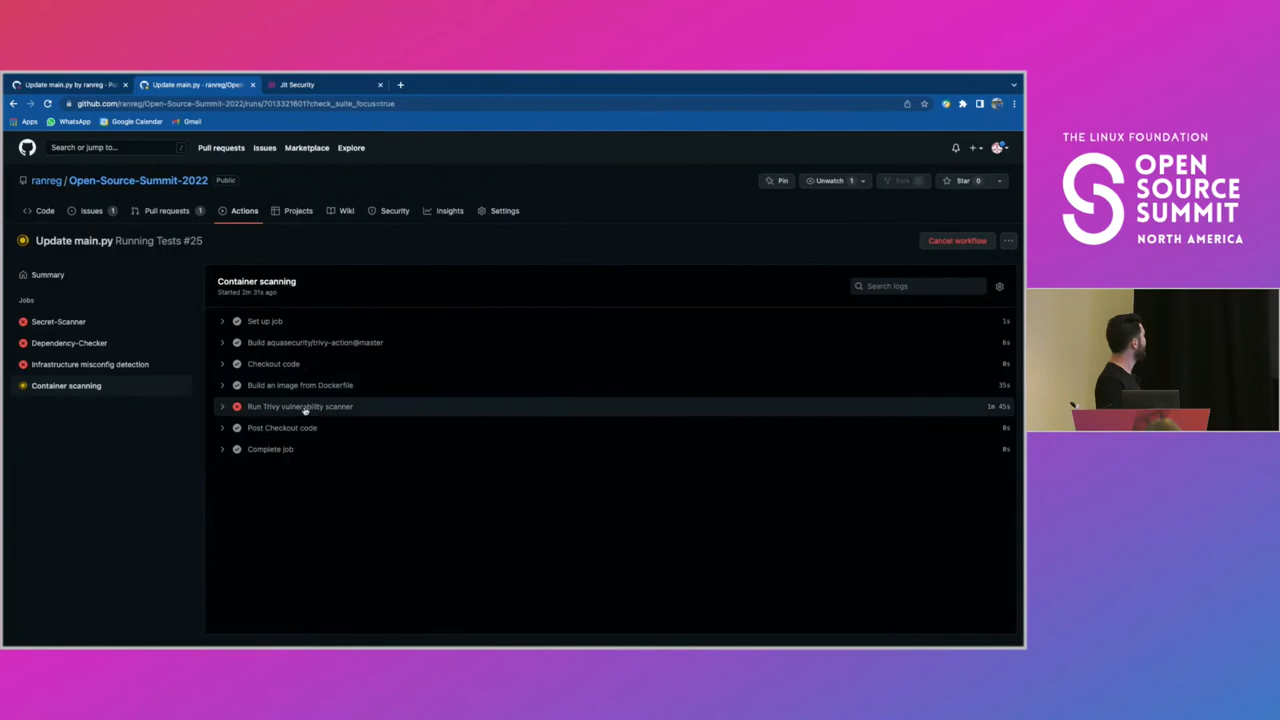 Update main.py by ranreg · Pu
Update main.py · ranreg/Open
Jit Security
github.com/ranreg/Open-Source-Summit-2022/runs/7013321601?check_suite_focus=true
Apps
WhatsApp
Google Calendar
Gmail
Search or jump to...
/
Pull requests
Issues
Marketplace
Explore
ranreg / Open-Source-Summit-2022
Public
Pin
Unwatch 1
Fork 0
Star 0
Code
Issues 1
Pull requests 1
Actions
Projects
Wiki
Security
Insights
Settings
Update main.py Running Tests #25
Cancel workflow
Summary
Jobs
Secret-Scanner
Dependency-Checker
Infrastructure misconfig detection
Container scanning
Container scanning
Started 2m 31s ago
Search logs
Set up job 1s
Build aquasecurity/trivy-action@master 6s
Checkout code 0s
Build an image from Dockerfile 35s
Run Trivy vulnerability scanner 1m 45s
Post Checkout code 0s
Complete job 0s
THE LINUX FOUNDATION
OPEN
SOURCE
SUMMIT
NORTH AMERICA